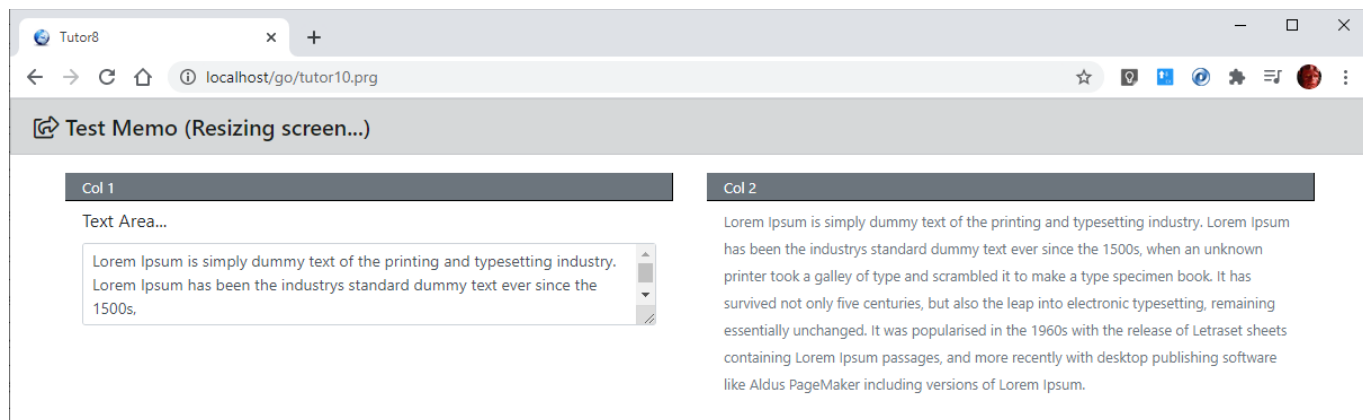 Tutor8
localhost/go/tutor10.prg
Test Memo (Resizing screen...)
Col 1
Text Area...
Lorem Ipsum is simply dummy text of the printing and typesetting industry.
Lorem Ipsum has been the industrys standard dummy text ever since the
1500s,
Col 2
Lorem Ipsum is simply dummy text of the printing and typesetting industry. Lorem Ipsum
has been the industrys standard dummy text ever since the 1500s, when an unknown
printer took a galley of type and scrambled it to make a type specimen book. It has
survived not only five centuries, but also the leap into electronic typesetting, remaining
essentially unchanged. It was popularised in the 1960s with the release of Letraset sheets
containing Lorem Ipsum passages, and more recently with desktop publishing software
like Aldus PageMaker including versions of Lorem Ipsum.